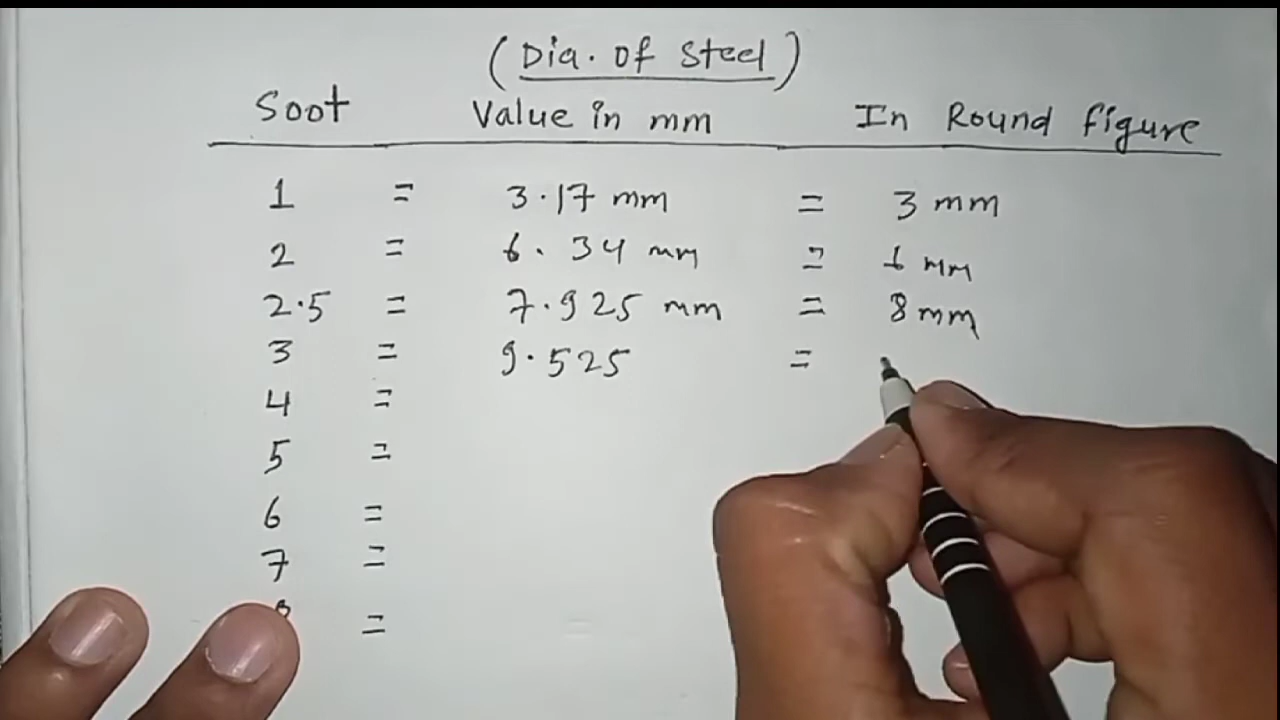 (Dia. of Steel)
Soot Value in mm In Round figure
1 = 3.17 mm = 3 mm
2 = 6.34 mm = 6 mm
2.5 = 7.925 mm = 8 mm
3 = 9.525 =
4 =
5 =
6 =
7 =
=